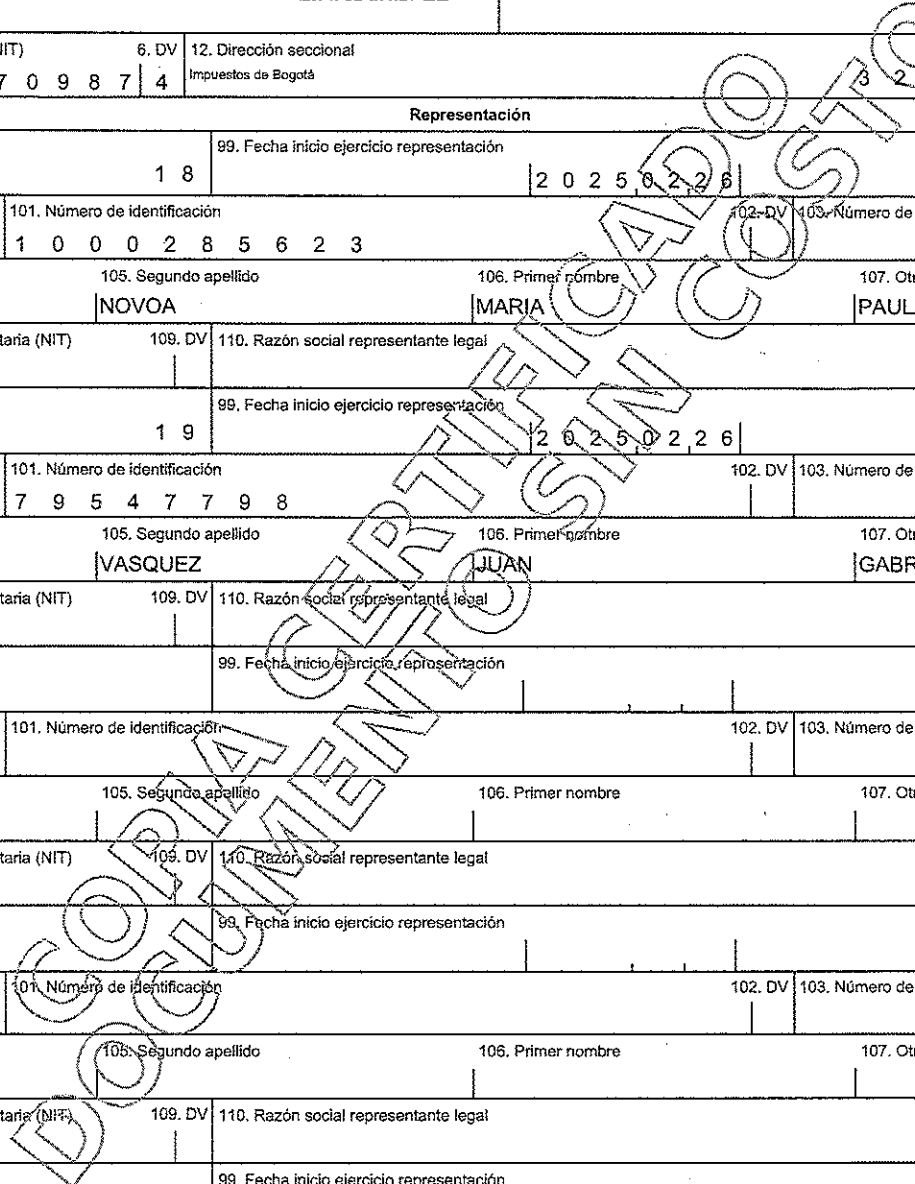 6. DV 12. Dirección seccional
7 0 9 8 7 4 Impuestos de Bogotá 3 2
Representación
99. Fecha inicio ejercicio representación
1 8 2 0 2 5 0 2 2 6
101. Número de identificación 102. DV 103. Número de
1 0 0 0 2 8 5 6 2 3
105. Segundo apellido 106. Primer nombre 107.
NOVOA MARIA PAUL
(NIT) 109. DV 110. Razón social representante legal
99. Fecha inicio ejercicio representación
1 9 2 0 2 5 0 2 2 6
101. Número de identificación 102. DV 103. Número de
7 9 5 4 7 7 9 8
105. Segundo apellido 106. Primer nombre 107.
VASQUEZ JUAN GABR
(NIT) 109. DV 110. Razón social representante legal
99. Fecha inicio ejercicio representación
101. Número de identificación 102. DV 103. Número de
105. Segundo apellido 106. Primer nombre 107.
(NIT) 109. DV 110. Razón social representante legal
99. Fecha inicio ejercicio representación
101. Número de identificación 102. DV 103. Número de
105. Segundo apellido 106. Primer nombre 107.
(NIT) 109. DV 110. Razón social representante legal
99. Fecha inicio ejercicio representación
COPIA CERTIFICADO
DOCUMENTO SIN COSTO